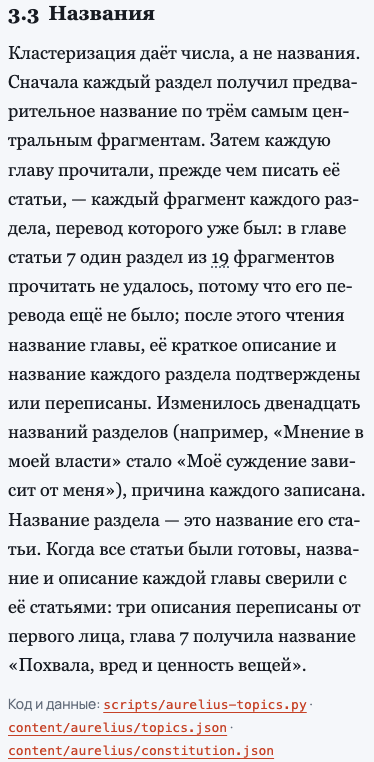 3.3 Названия
Кластеризация даёт числа, а не названия.
Сначала каждый раздел получил предва-
рительное название по трём самым цен-
тральным фрагментам. Затем каждую
главу прочитали, прежде чем писать её
статьи, — каждый фрагмент каждого раз-
дела, перевод которого уже был: в главе
статьи 7 один раздел из 19 фрагментов
прочитать не удалось, потому что его пе-
ревода ещё не было; после этого чтения
название главы, её краткое описание и
название каждого раздела подтверждены
или переписаны. Изменилось двенадцать
названий разделов (например, «Мнение в
моей власти» стало «Моё суждение зави-
сит от меня»), причина каждого записана.
Название раздела — это название его ста-
тьи. Когда все статьи были готовы, назва-
ние и описание каждой главы сверили с
её статьями: три описания переписаны от
первого лица, глава 7 получила название
«Похвала, вред и ценность вещей».
Код и данные: scripts/aurelius-topics.py ·
content/aurelius/topics.json ·
content/aurelius/constitution.json